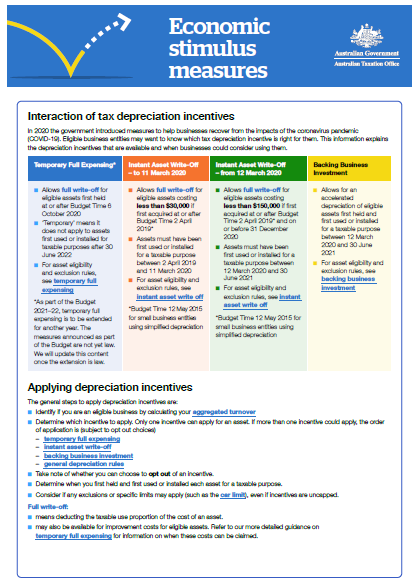 Economic
stimulus
measures
Australian Government
Australian Taxation Office
Interaction of tax depreciation incentives
In 2020 the government introduced measures to help businesses recover from the impacts of the coronavirus pandemic
(COVID-19). Eligible business entities may want to know which tax depreciation incentive is right for them. This information explains
the depreciation incentives that are available and when businesses could consider using them.
Temporary Full Expensing*
■ Allows full write-off for
eligible assets first held
at or after Budget Time 6
October 2020
■ 'Temporary' means it
does not apply to assets
first used or installed for
taxable purposes after 30
June 2022
■ For asset eligibility
and exclusion rules,
see temporary full
expensing
*As part of the Budget
2021–22, temporary full
expensing is to be extended
for another year. The
measures announced as part
of the Budget are not yet law.
We will update this content
once the extension is law.
Instant Asset Write-Off
– to 11 March 2020
■ Allows full write-off for
eligible assets costing
less than $30,000 if
first acquired at or after
Budget Time 2 April
2019*
■ Assets must have been
first used or installed
for a taxable purpose
between 2 April 2019
and 11 March 2020
■ For asset eligibility and
exclusion rules, see
instant asset write off
*Budget Time 12 May 2015
for small business entities
using simplified depreciation
Instant Asset Write-Off
– from 12 March 2020
■ Allows full write-off for
eligible assets costing
less than $150,000 if first
acquired at or after Budget
Time 2 April 2019* and on
or before 31 December
2020
■ Assets must have been
first used or installed for a
taxable purpose between
12 March 2020 and 30
June 2021
■ For asset eligibility and
exclusion rules, see instant
asset write off
*Budget Time 12 May 2015 for
small business entities using
simplified depreciation
Backing Business
Investment
■ Allows for an
accelerated
depreciation of eligible
assets first held and
first used or installed
for a taxable purpose
between 12 March
2020 and 30 June
2021
■ For asset eligibility and
exclusion rules, see
backing business
investment
Applying depreciation incentives
The general steps to apply depreciation incentives are:
■ Identify if you are an eligible business by calculating your aggregated turnover
■ Determine which incentive to apply. Only one incentive can apply for an asset. If more than one incentive could apply, the order
of application is (subject to opt out choices)
– temporary full expensing
– instant asset write-off
– backing business investment
– general depreciation rules
■ Take note of whether you can choose to opt out of an incentive.
■ Determine when you first held and first used or installed each asset for a taxable purpose.
■ Consider if any exclusions or specific limits may apply (such as the car limit), even if incentives are uncapped.
Full write-off:
■ means deducting the taxable use proportion of the cost of an asset.
■ may also be available for improvement costs for eligible assets. Refer to our more detailed guidance on
temporary full expensing for information on when these costs can be claimed.